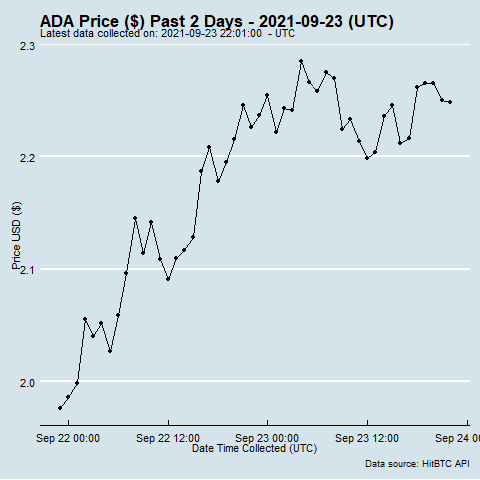 ADA Price ($) Past 2 Days - 2021-09-23 (UTC)
Latest data collected on: 2021-09-23 22:01:00 - UTC
2.3
2.2
2.1
2.0
Price USD ($)
Sep 22 00:00 Sep 22 12:00 Sep 23 00:00 Sep 23 12:00 Sep 24 00
Date Time Collected (UTC)
Data source: HitBTC API